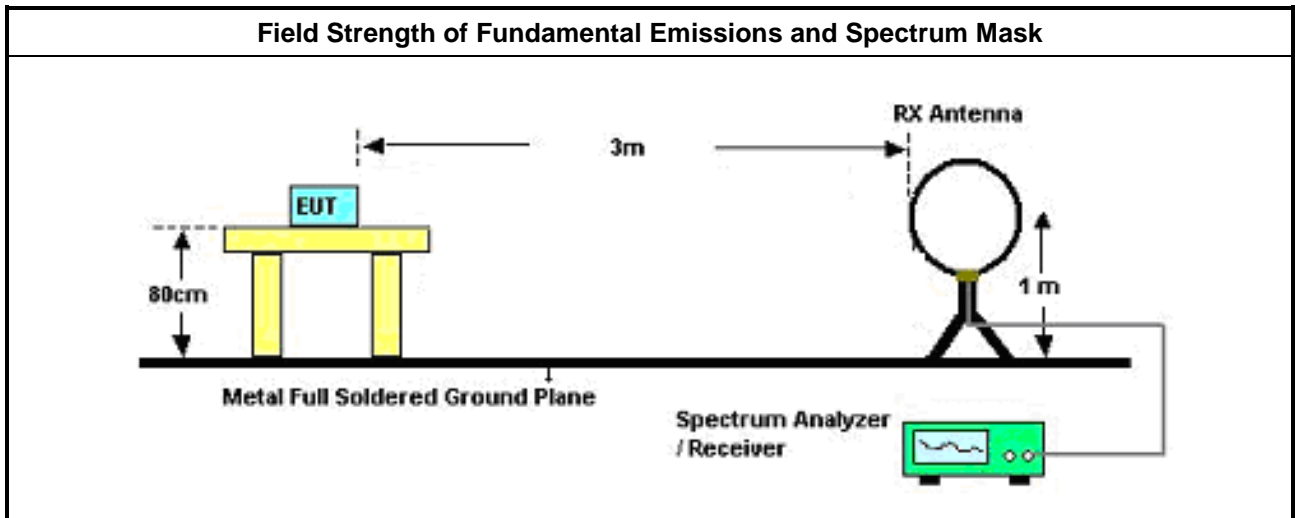 Field Strength of Fundamental Emissions and Spectrum Mask
RX Antenna
3m
EUT
80cm
1 m
Metal Full Soldered Ground Plane
Spectrum Analyzer
/ Receiver